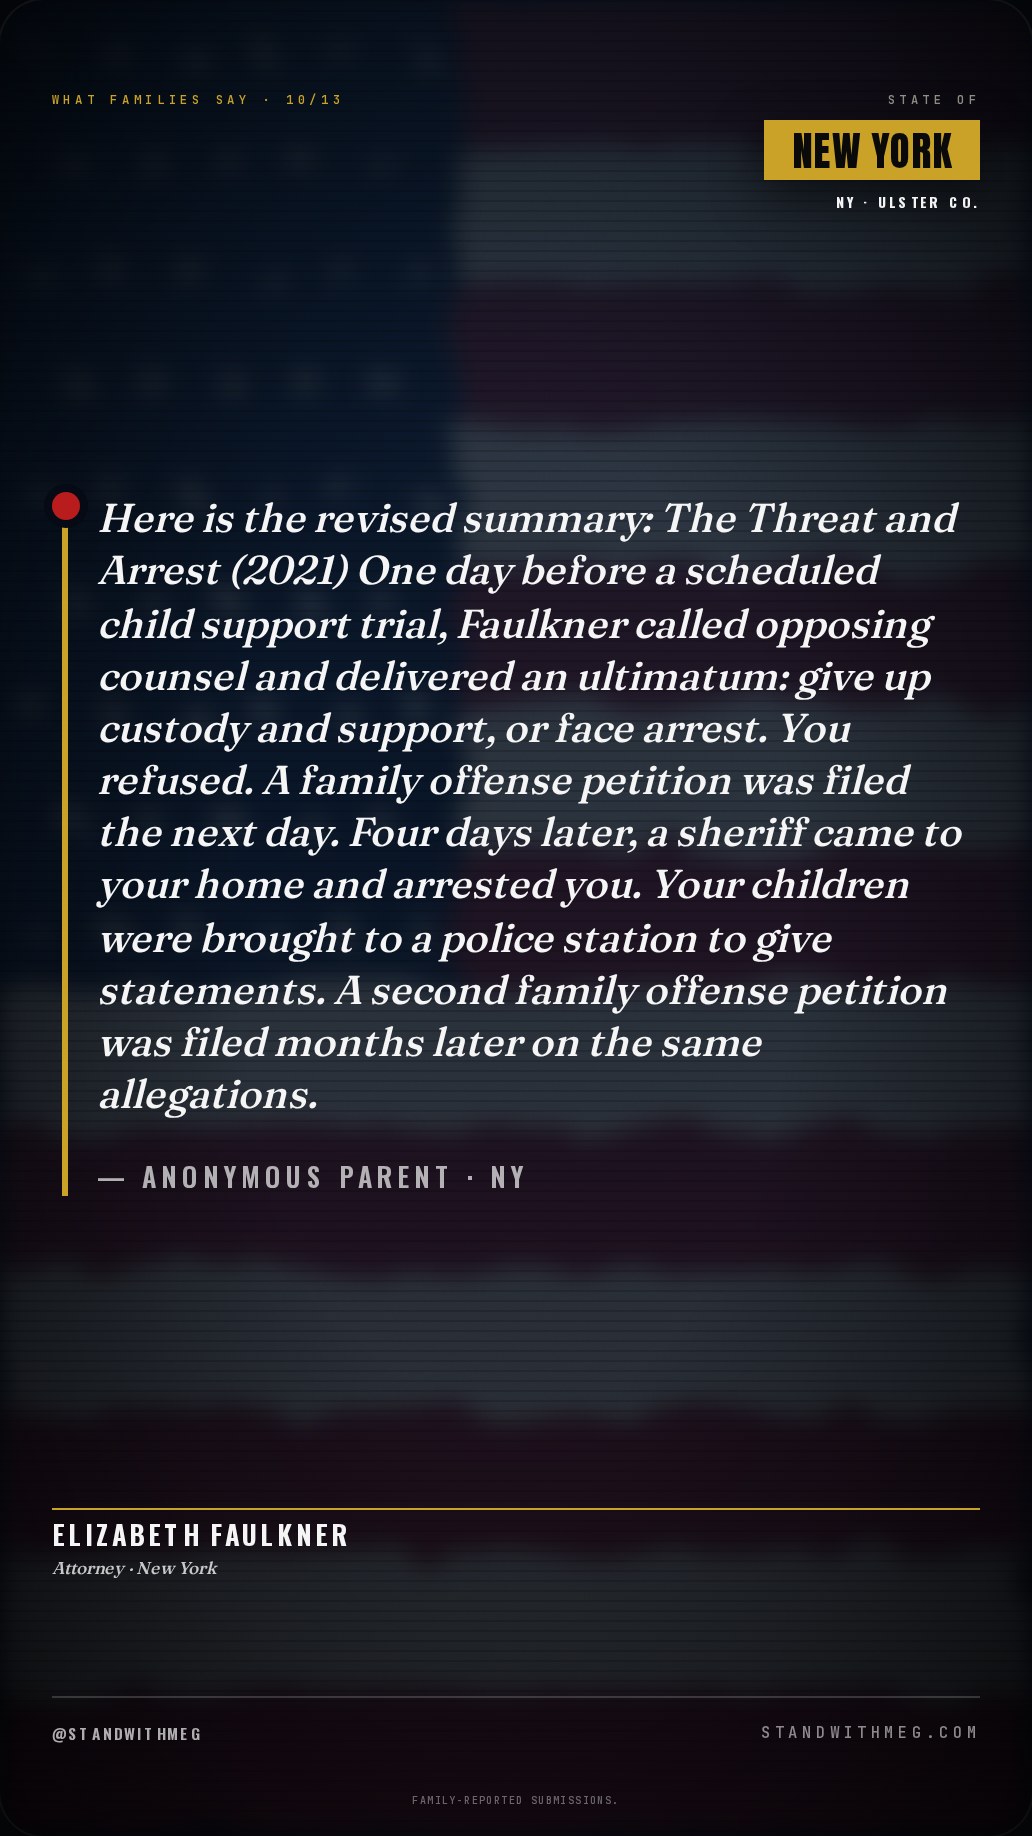 WHAT FAMILIES SAY · 10/13
STATE OF
NEW YORK
NY · ULSTER CO.
Here is the revised summary: The Threat and
Arrest (2021) One day before a scheduled
child support trial, Faulkner called opposing
counsel and delivered an ultimatum: give up
custody and support, or face arrest. You
refused. A family offense petition was filed
the next day. Four days later, a sheriff came to
your home and arrested you. Your children
were brought to a police station to give
statements. A second family offense petition
was filed months later on the same
allegations.
— ANONYMOUS PARENT · NY
ELIZABETH FAULKNER
Attorney · New York
@STANDWITHMEG
STANDWITHMEG.COM
FAMILY-REPORTED SUBMISSIONS.